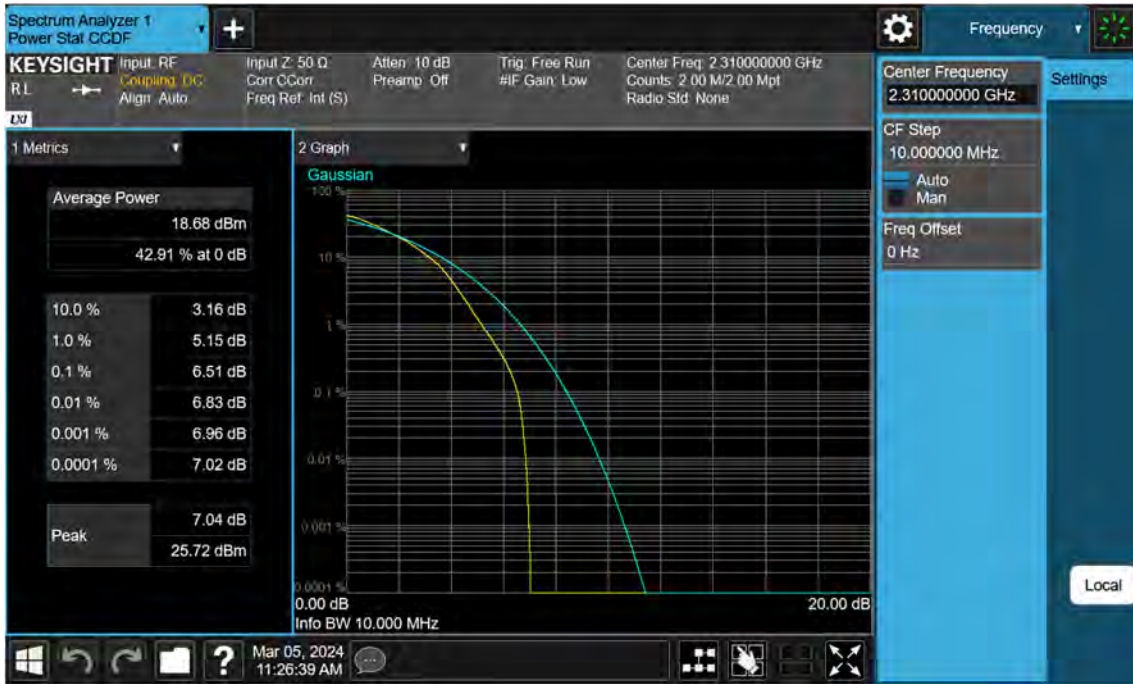 Spectrum Analyzer 1
Power Stat CCDF
+
Frequency
KEYSIGHT
RL
LXI
Input: RF
Coupling: DC
Align: Auto
Input Z: 50 Ω
Corr CCorr
Freq Ref: Int (S)
Atten: 10 dB
Preamp: Off
Trig: Free Run
#IF Gain: Low
Center Freq: 2.310000000 GHz
Counts: 2.00 M/2.00 Mpt
Radio Std: None
Center Frequency
2.310000000 GHz
Settings
CF Step
10.000000 MHz
Auto
Man
Freq Offset
0 Hz
Local
1 Metrics
Average Power
18.68 dBm
42.91 % at 0 dB
10.0 % 3.16 dB
1.0 % 5.15 dB
0.1 % 6.51 dB
0.01 % 6.83 dB
0.001 % 6.96 dB
0.0001 % 7.02 dB
Peak
7.04 dB
25.72 dBm
2 Graph
Gaussian
100 %
10 %
1 %
0.1 %
0.01 %
0.001 %
0.0001 %
0.00 dB 20.00 dB
Info BW 10.000 MHz
?
Mar 05, 2024
11:26:39 AM